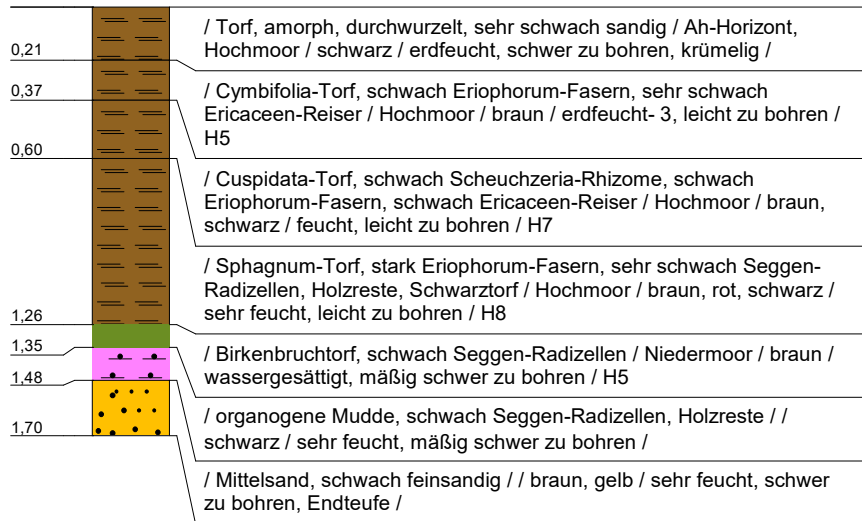 / Torf, amorph, durchwurzelt, sehr schwach sandig / Ah-Horizont,
Hochmoor / schwarz / erdfeucht, schwer zu bohren, krümelig /
0,21
/ Cymbifolia-Torf, schwach Eriophorum-Fasern, sehr schwach
Ericaceen-Reiser / Hochmoor / braun / erdfeucht- 3, leicht zu bohren /
H5
0,37
/ Cuspidata-Torf, schwach Scheuchzeria-Rhizome, schwach
Eriophorum-Fasern, schwach Ericaceen-Reiser / Hochmoor / braun,
schwarz / feucht, leicht zu bohren / H7
0,60
/ Sphagnum-Torf, stark Eriophorum-Fasern, sehr schwach Seggen-
Radizellen, Holzreste, Schwarztorf / Hochmoor / braun, rot, schwarz /
sehr feucht, leicht zu bohren / H8
1,26
/ Birkenbruchtorf, schwach Seggen-Radizellen / Niedermoor / braun /
wassergesättigt, mäßig schwer zu bohren / H5
1,35
/ organogene Mudde, schwach Seggen-Radizellen, Holzreste / /
schwarz / sehr feucht, mäßig schwer zu bohren /
1,48
/ Mittelsand, schwach feinsandig / / braun, gelb / sehr feucht, schwer
zu bohren, Endteufe /
1,70